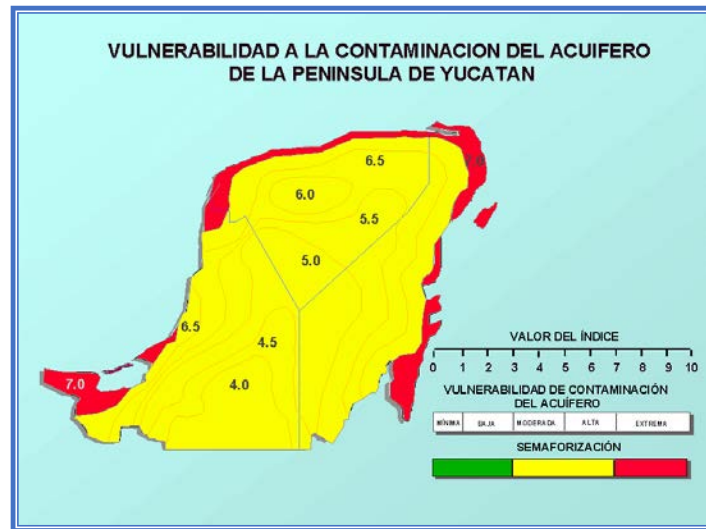 VULNERABILIDAD A LA CONTAMINACION DEL ACUIFERO
DE LA PENINSULA DE YUCATAN
6.5
7.0
6.0
5.5
5.0
6.5
4.5
4.0
7.0
VALOR DEL ÍNDICE
0 1 2 3 4 5 6 7 8 9 10
VULNERABILIDAD DE CONTAMINACIÓN
DEL ACUÍFERO
MÍNIMA BAJA MODERADA ALTA EXTREMA
SEMAFORIZACIÓN